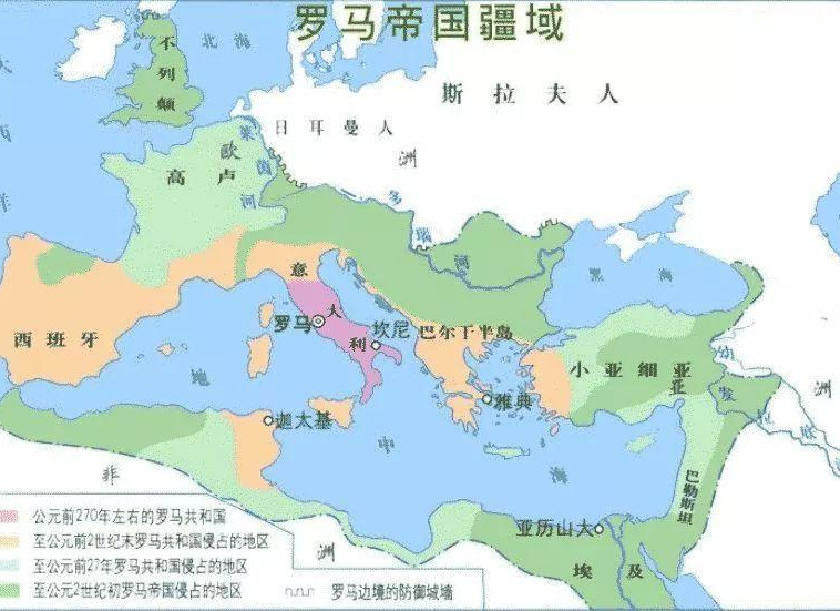 罗马帝国疆域
不列颠
北海
大西洋
斯拉夫人
日耳曼人
欧洲
莱茵河
高卢
多瑙河
黑海
意大利
罗马
坎尼
巴尔干半岛
西班牙
地中海
小亚细亚
雅典
迦太基
幼发拉底
亚洲
非洲
巴勒斯坦
亚历山大
埃及
公元前270年左右的罗马共和国
至公元前2世纪末罗马共和国侵占的地区
至公元前27年罗马共和国侵占的地区
至公元2世纪初罗马帝国侵占的地区
罗马边境的防御城墙